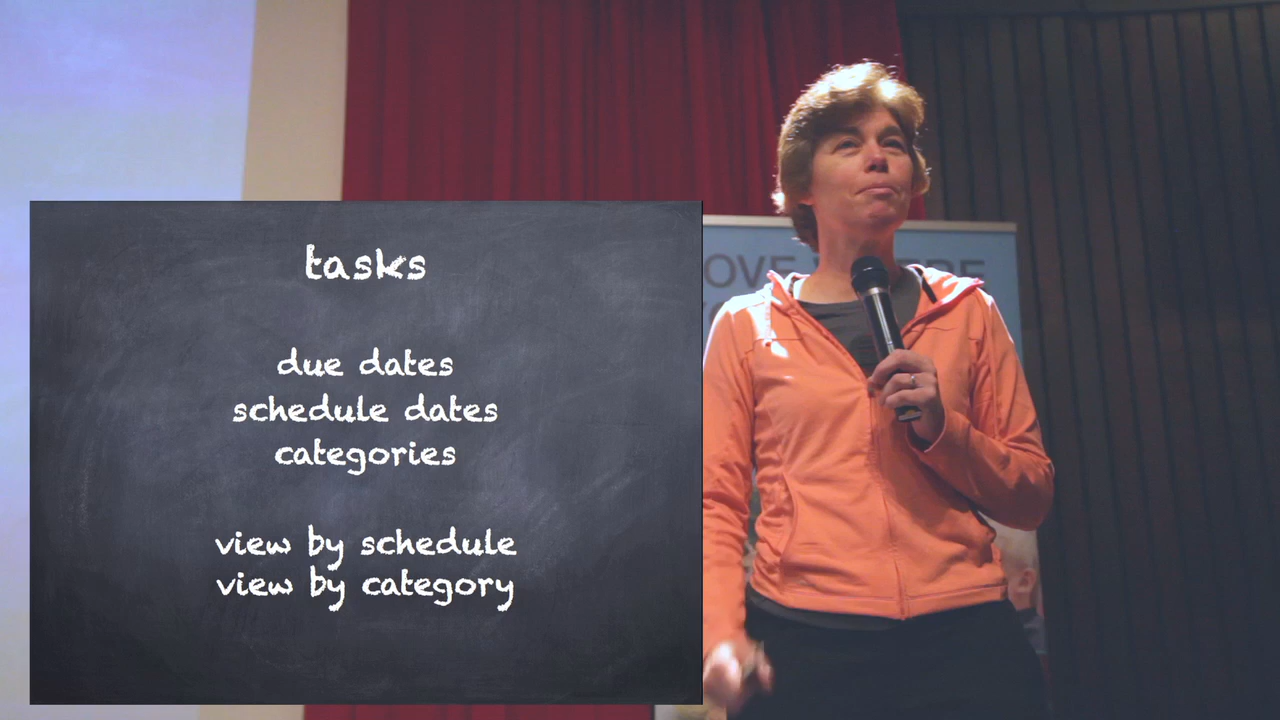 tasks
due dates
schedule dates
categories
view by schedule
view by category